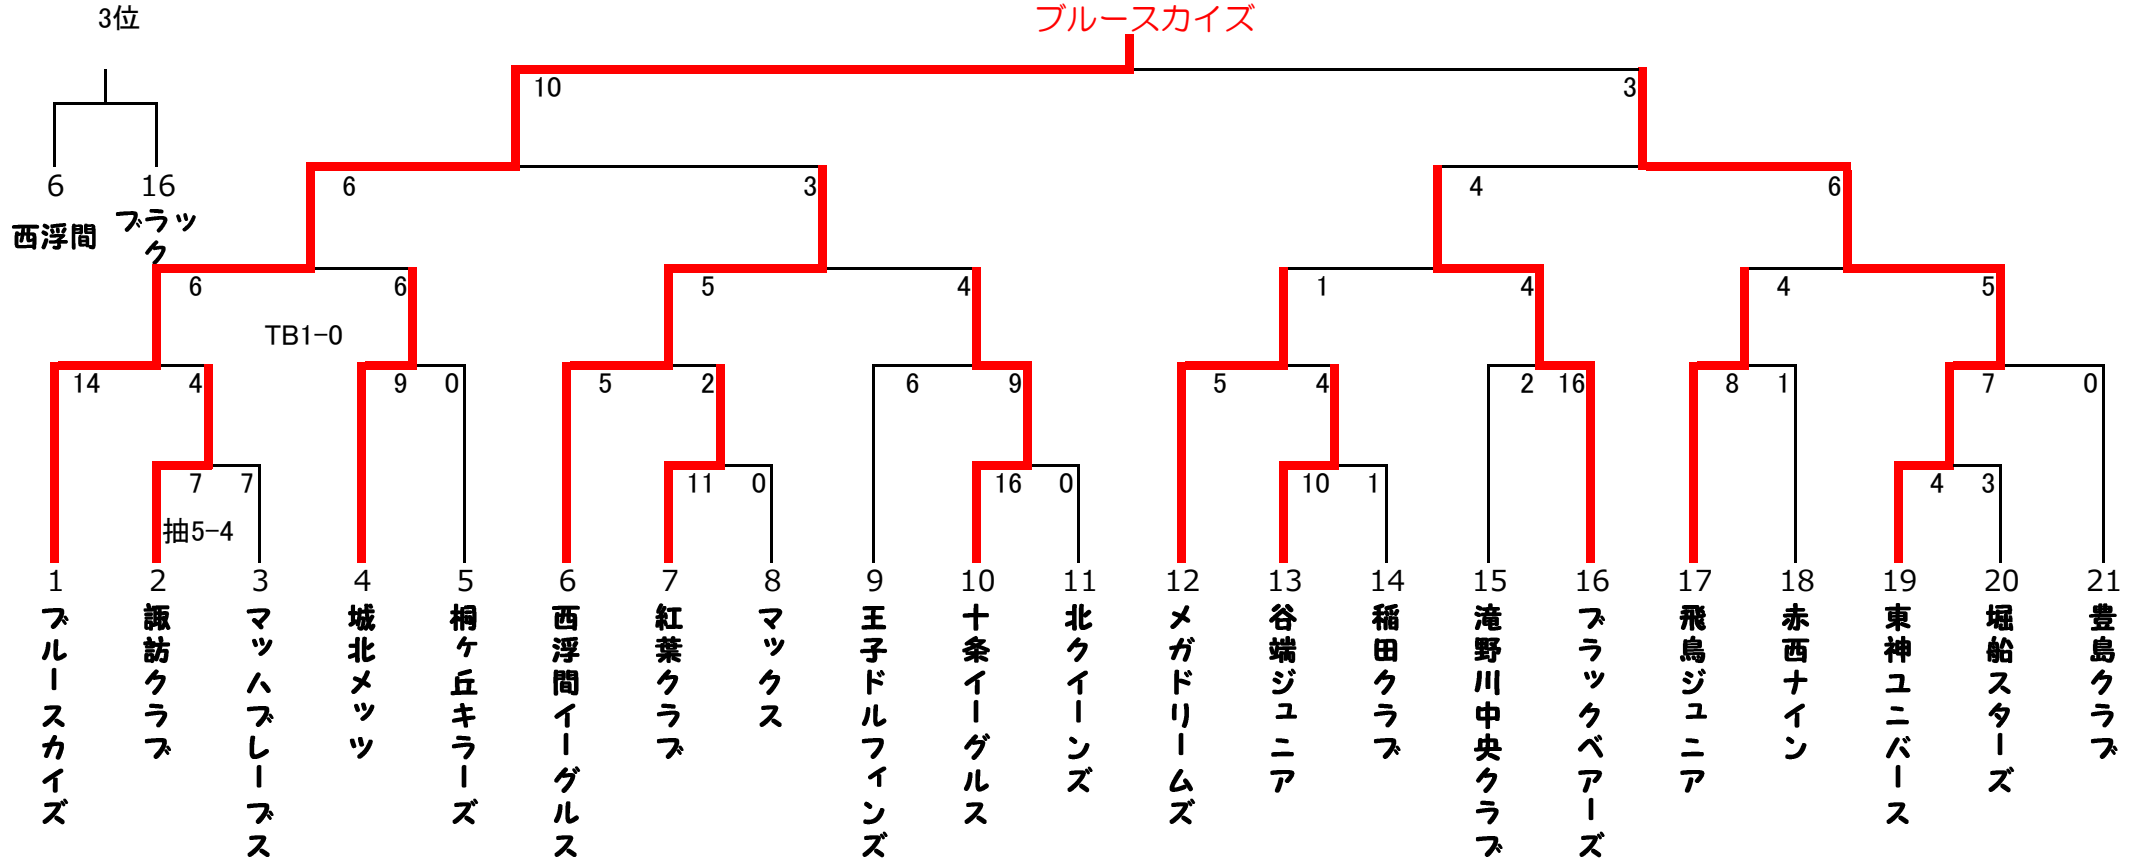 3位
ブルースカイズ
10
3
6
16
西浮間
ブラッ
ク
6
3
4
6
6
6
5
4
1
4
4
5
TB1-0
14
4
9
0
5
2
6
9
5
4
2
16
8
1
7
0
7
7
11
0
16
0
10
1
4
3
抽5-4
1
2
3
4
5
6
7
8
9
10
11
12
13
14
15
16
17
18
19
20
21
ブルースカイズ
諏訪クラブ
マッハブレーブス
城北メッツ
桐ヶ丘キラーズ
西浮間イーグルス
紅葉クラブ
マックス
王子ドルフィンズ
十条イーグルス
北クイーンズ
メガドリームズ
谷端ジュニア
稲田クラブ
滝野川中央クラブ
ブラックベアーズ
飛鳥ジュニア
赤西ナイン
東神ユニバース
堀船スターズ
豊島クラブ